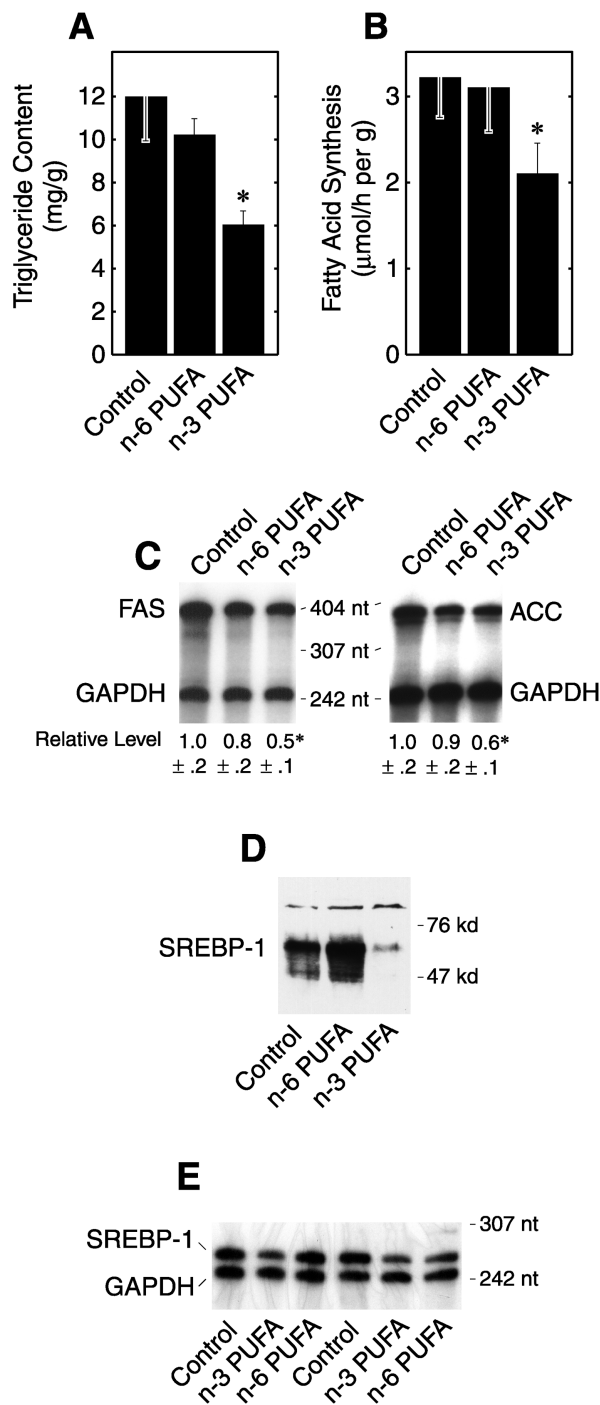 A
Triglyceride Content
(mg/g)
12
10
8
6
4
2
0
*
Control
n-6 PUFA
n-3 PUFA
B
Fatty Acid Synthesis
(μmol/h per g)
3
2
1
0
*
Control
n-6 PUFA
n-3 PUFA
C
Control
n-6 PUFA
n-3 PUFA
Control
n-6 PUFA
n-3 PUFA
FAS
- 404 nt -
ACC
- 307 nt -
GAPDH
- 242 nt -
GAPDH
Relative Level 1.0 0.8 0.5* 1.0 0.9 0.6*
± .2 ± .2 ± .1 ± .2 ± .2 ± .1
D
SREBP-1
- 76 kd
- 47 kd
Control
n-6 PUFA
n-3 PUFA
E
SREBP-1
GAPDH
- 307 nt
- 242 nt
Control
n-3 PUFA
n-6 PUFA
Control
n-3 PUFA
n-6 PUFA